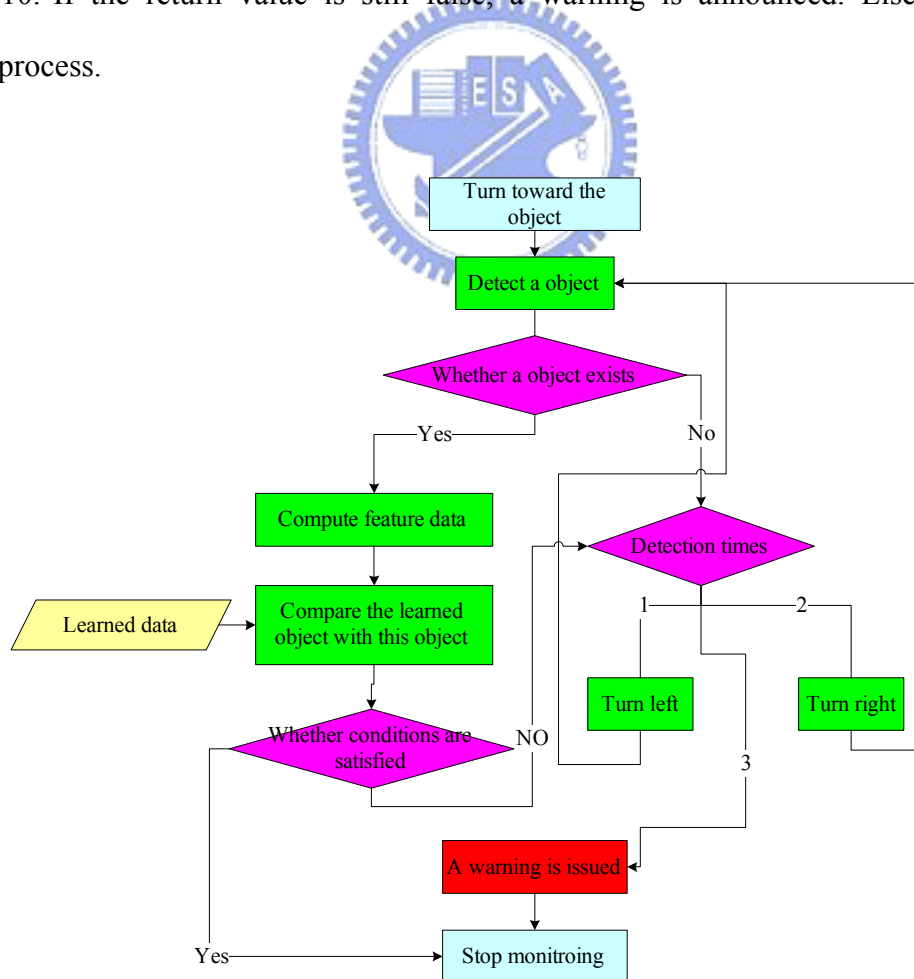 10. If the return value is still false, a warning is announced. Else
process.
E S A
Turn toward the
object
Detect a object
Whether a object exists
Yes
No
Compute feature data
Detection times
Learned data
Compare the learned
object with this object
1
2
Turn left
Turn right
Whether conditions are
satisfied
NO
3
A warning is issued
Yes
Stop monitroing